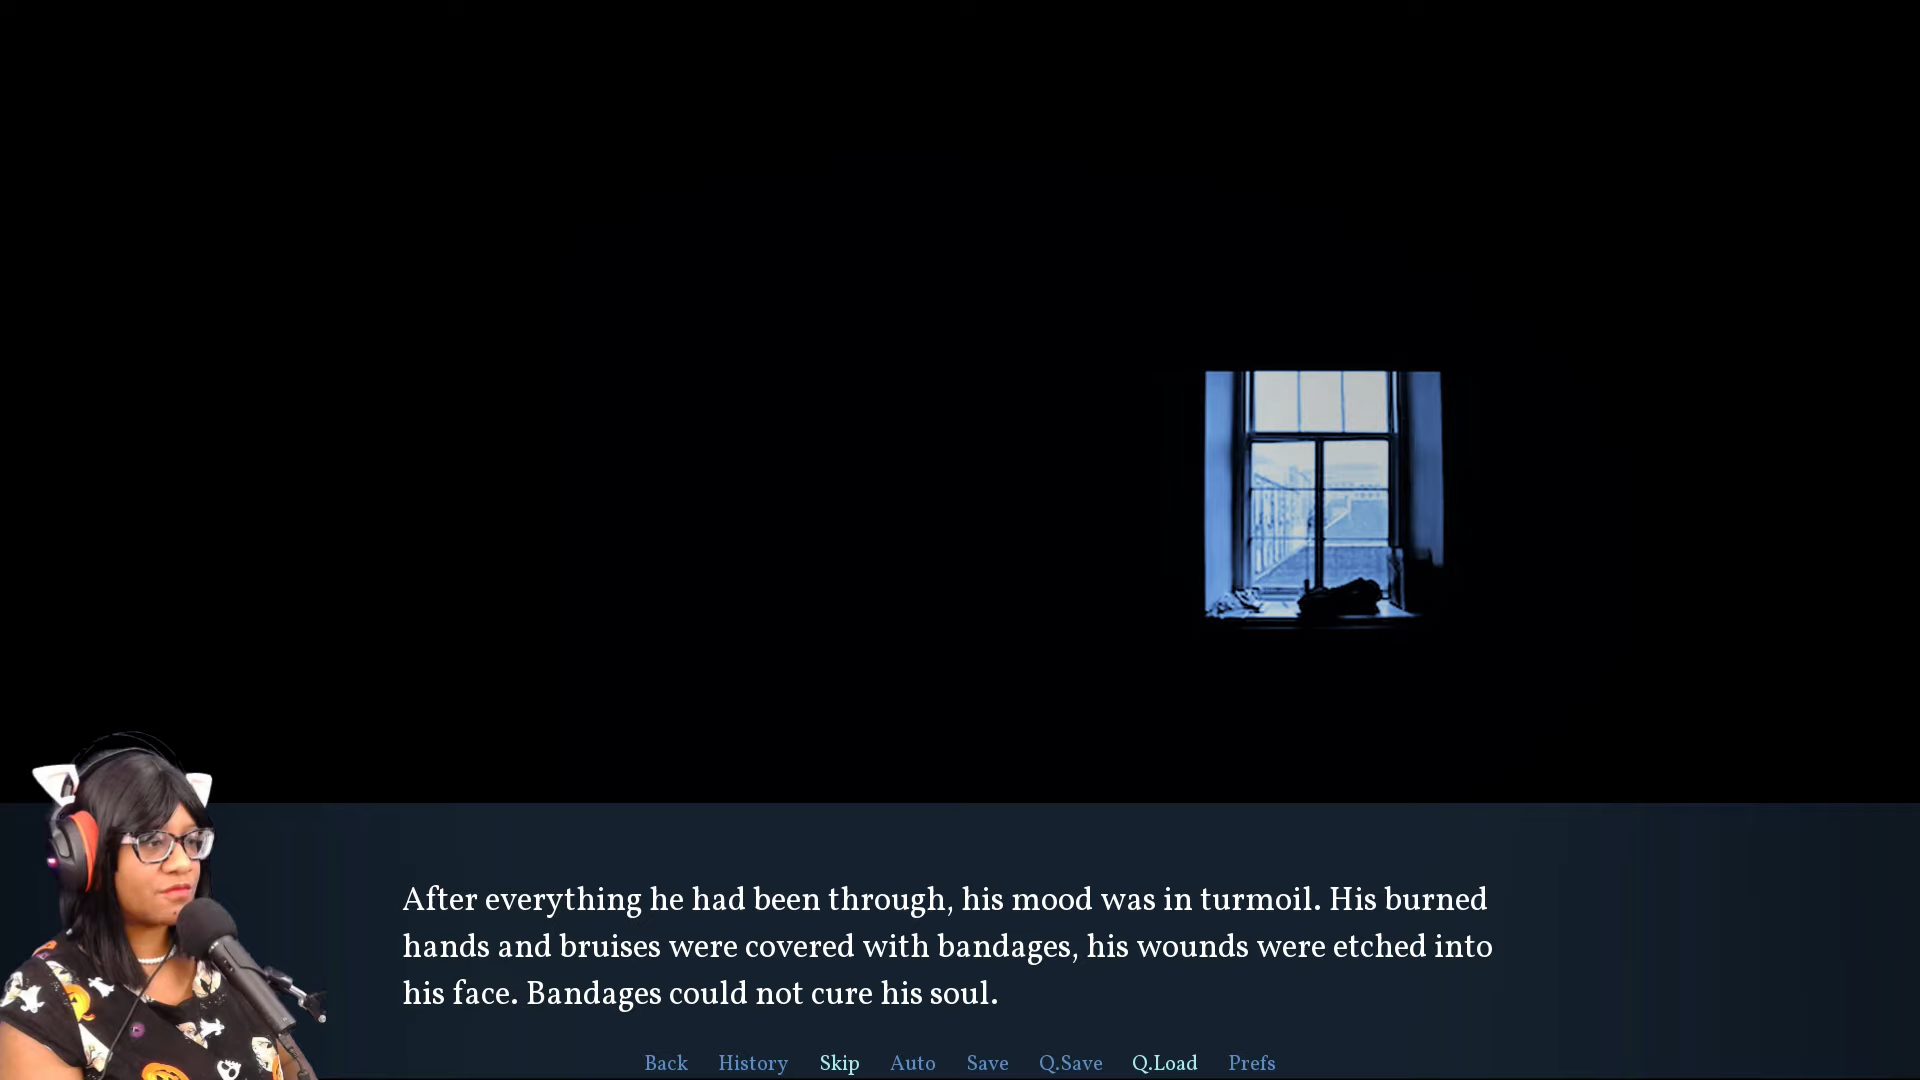 After everything he had been through, his mood was in turmoil. His burned
hands and bruises were covered with bandages, his wounds were etched into
his face. Bandages could not cure his soul.
Back History Skip Auto Save Q.Save Q.Load Prefs